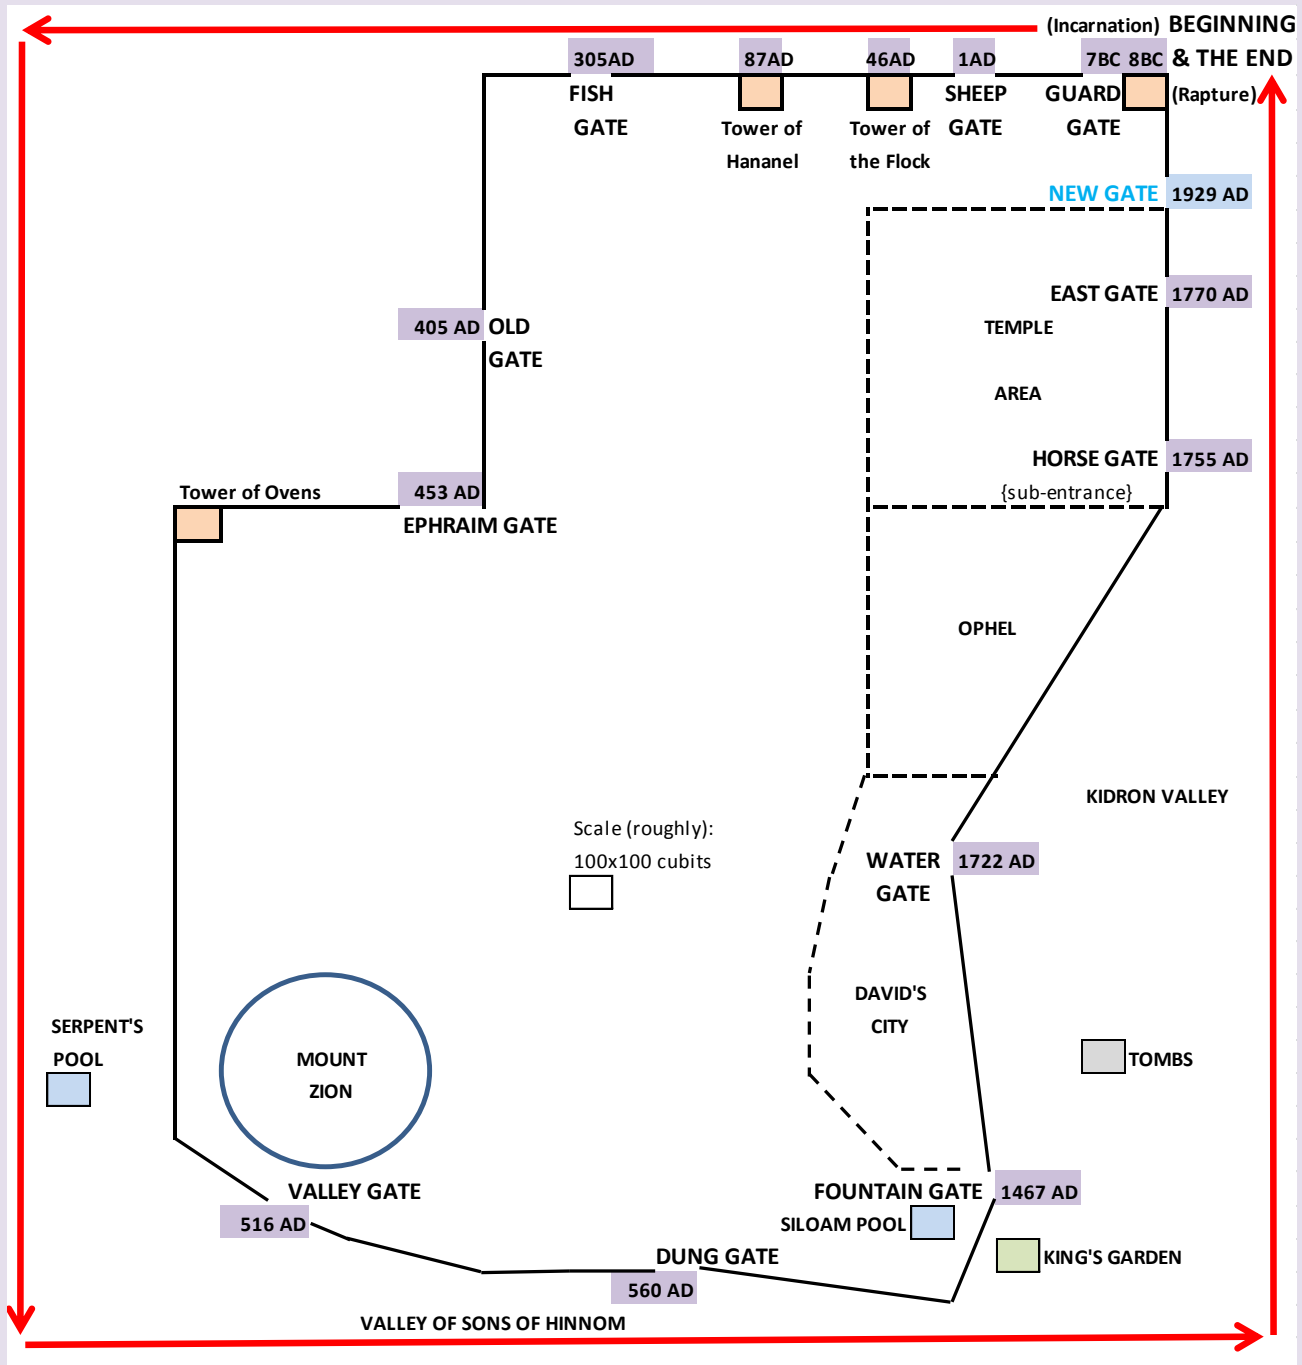 (Incarnation) BEGINNING
305AD 87AD 46AD 1AD 7BC 8BC & THE END
FISH SHEEP GUARD (Rapture)
GATE Tower of Tower of GATE GATE
Hananel the Flock
NEW GATE 1929 AD
EAST GATE 1770 AD
405 AD OLD TEMPLE
GATE
AREA
HORSE GATE 1755 AD
Tower of Ovens 453 AD {sub-entrance}
EPHRAIM GATE
OPHEL
KIDRON VALLEY
Scale (roughly):
100x100 cubits WATER 1722 AD
GATE
DAVID'S
SERPENT'S CITY
POOL MOUNT TOMBS
ZION
VALLEY GATE FOUNTAIN GATE 1467 AD
516 AD SILOAM POOL
DUNG GATE KING'S GARDEN
560 AD
VALLEY OF SONS OF HINNOM